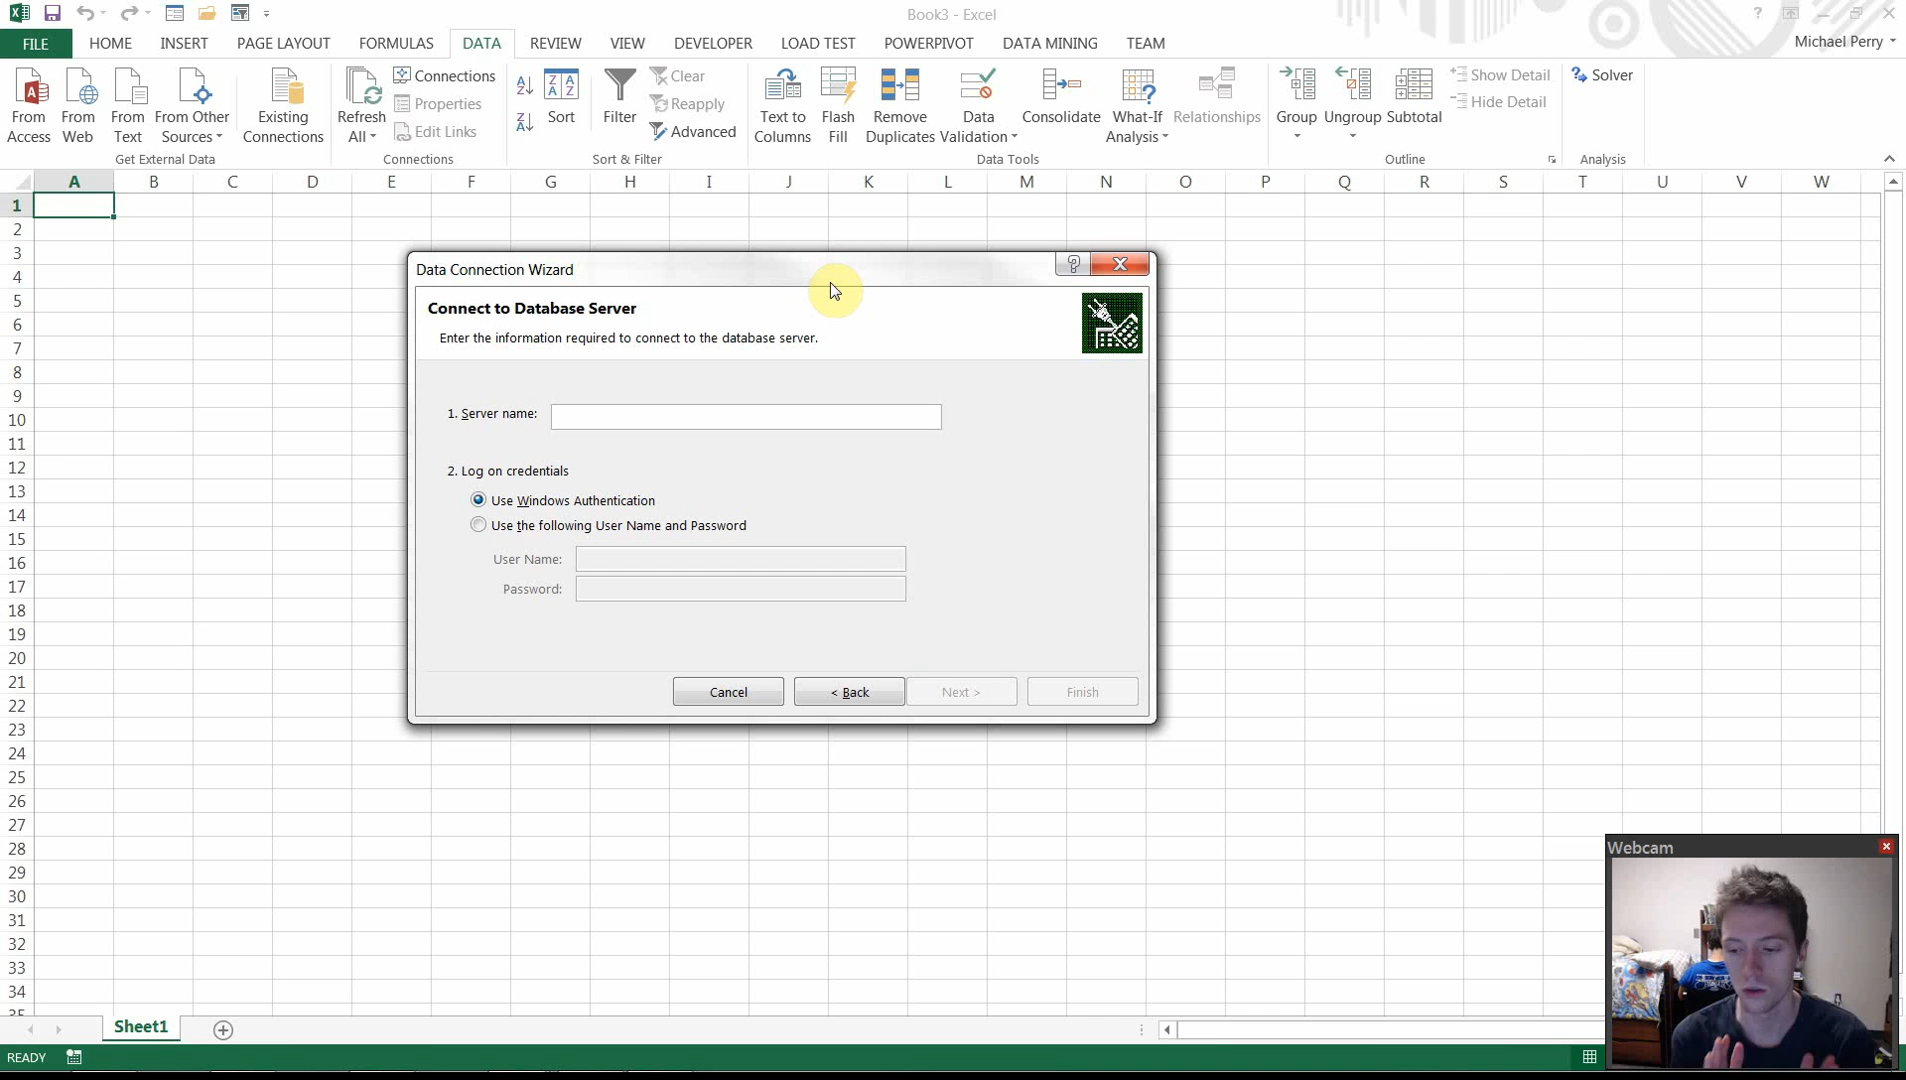 Book3 - Excel
?
FILE HOME INSERT PAGE LAYOUT FORMULAS DATA REVIEW VIEW DEVELOPER LOAD TEST POWERPIVOT DATA MINING TEAM
Michael Perry
From Access
From Web
From Text
From Other Sources
Existing Connections
Get External Data
Refresh All
Connections
Properties
Edit Links
Connections
Sort
Filter
Clear
Reapply
Advanced
Sort & Filter
Text to Columns
Flash Fill
Remove Duplicates
Data Validation
Consolidate
What-If Analysis
Relationships
Data Tools
Group
Ungroup
Subtotal
Show Detail
Hide Detail
Outline
Solver
Analysis
A B C D E F G H I J K L M N O P Q R S T U V W
1
2
3
4
5
6
7
8
9
10
11
12
13
14
15
16
17
18
19
20
21
22
23
24
25
26
27
28
29
30
31
32
33
34
35
Data Connection Wizard
?
Connect to Database Server
Enter the information required to connect to the database server.
1. Server name:
2. Log on credentials
Use Windows Authentication
Use the following User Name and Password
User Name:
Password:
Cancel
< Back
Next >
Finish
Webcam
Sheet1
READY